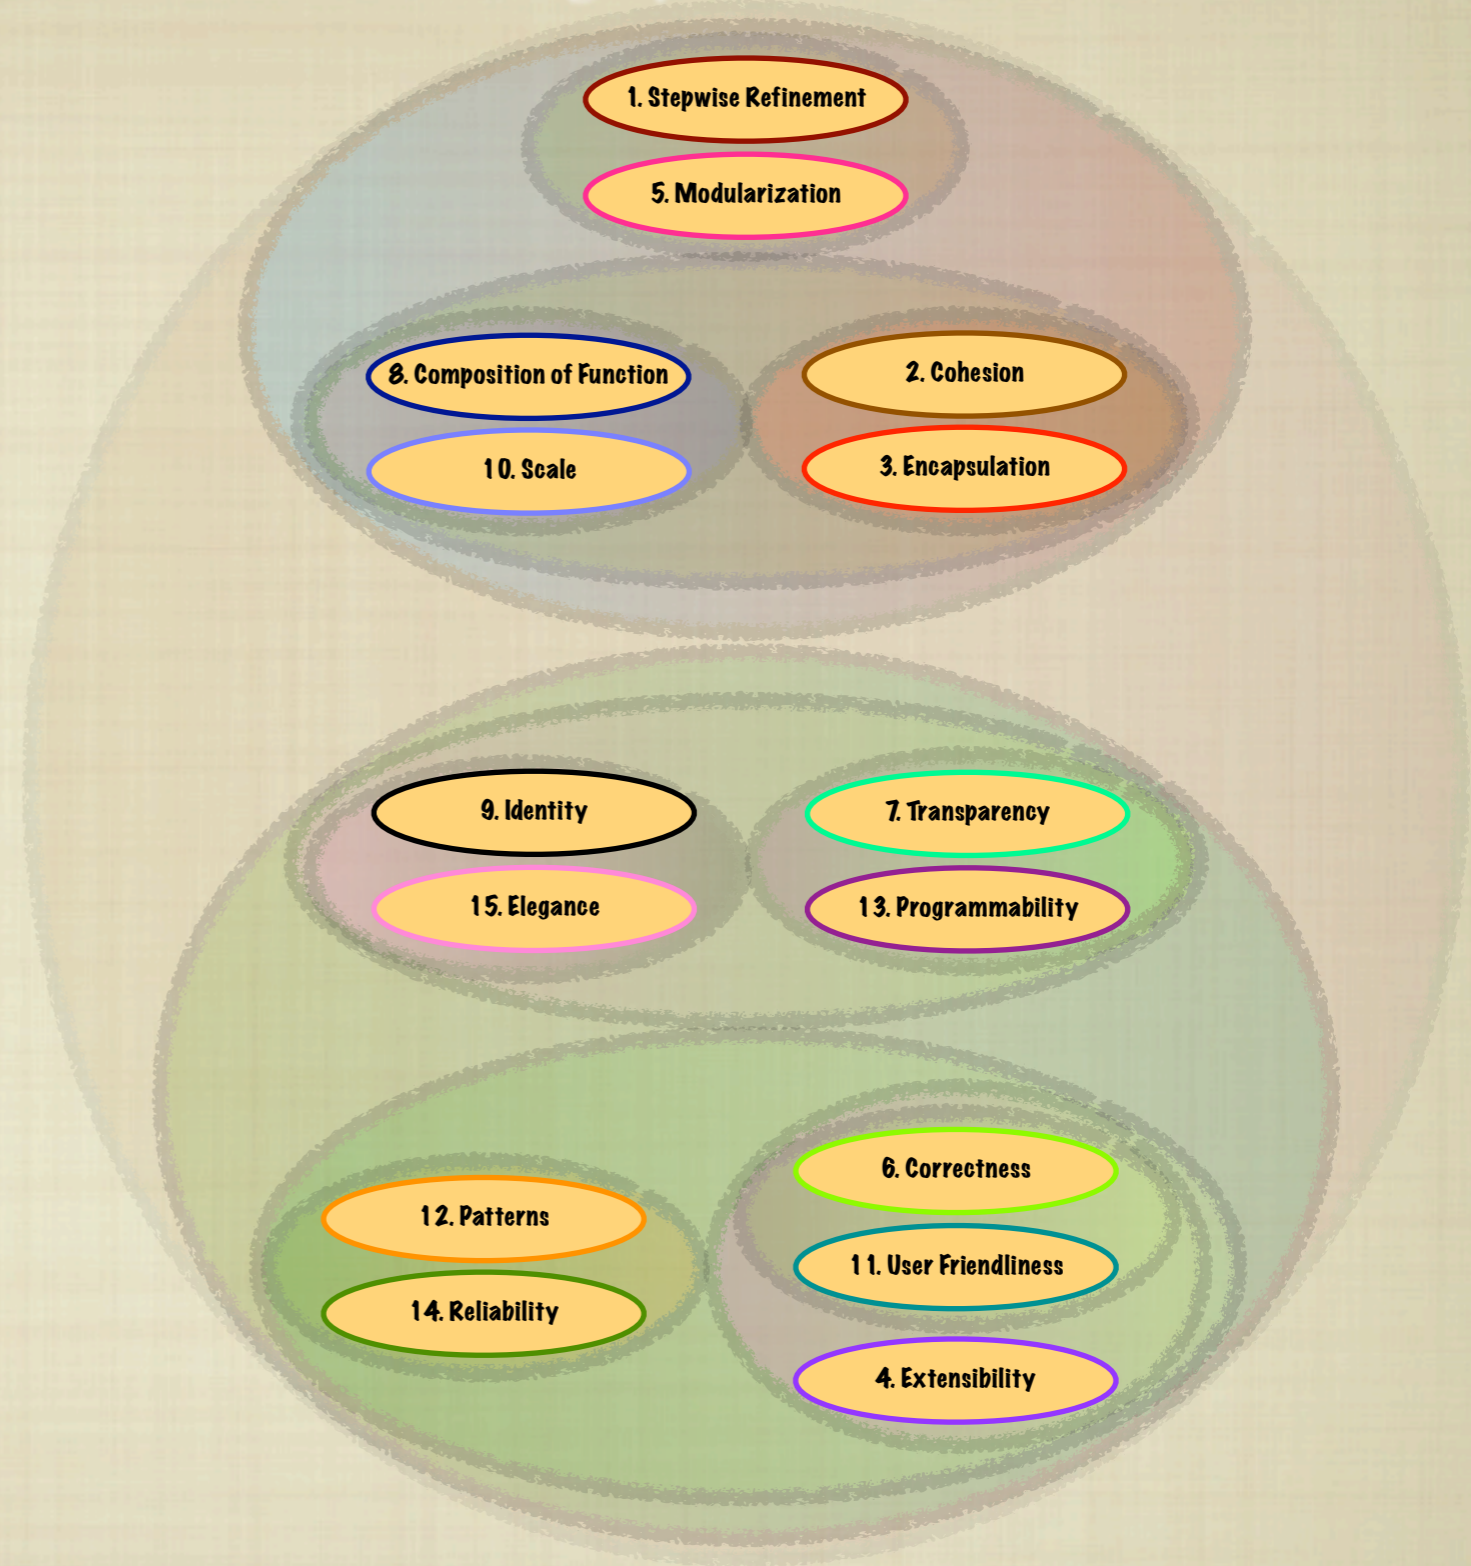 1. Stepwise Refinement
5. Modularization
8. Composition of Function
10. Scale
2. Cohesion
3. Encapsulation
9. Identity
15. Elegance
7. Transparency
13. Programmability
12. Patterns
14. Reliability
6. Correctness
11. User Friendliness
4. Extensibility